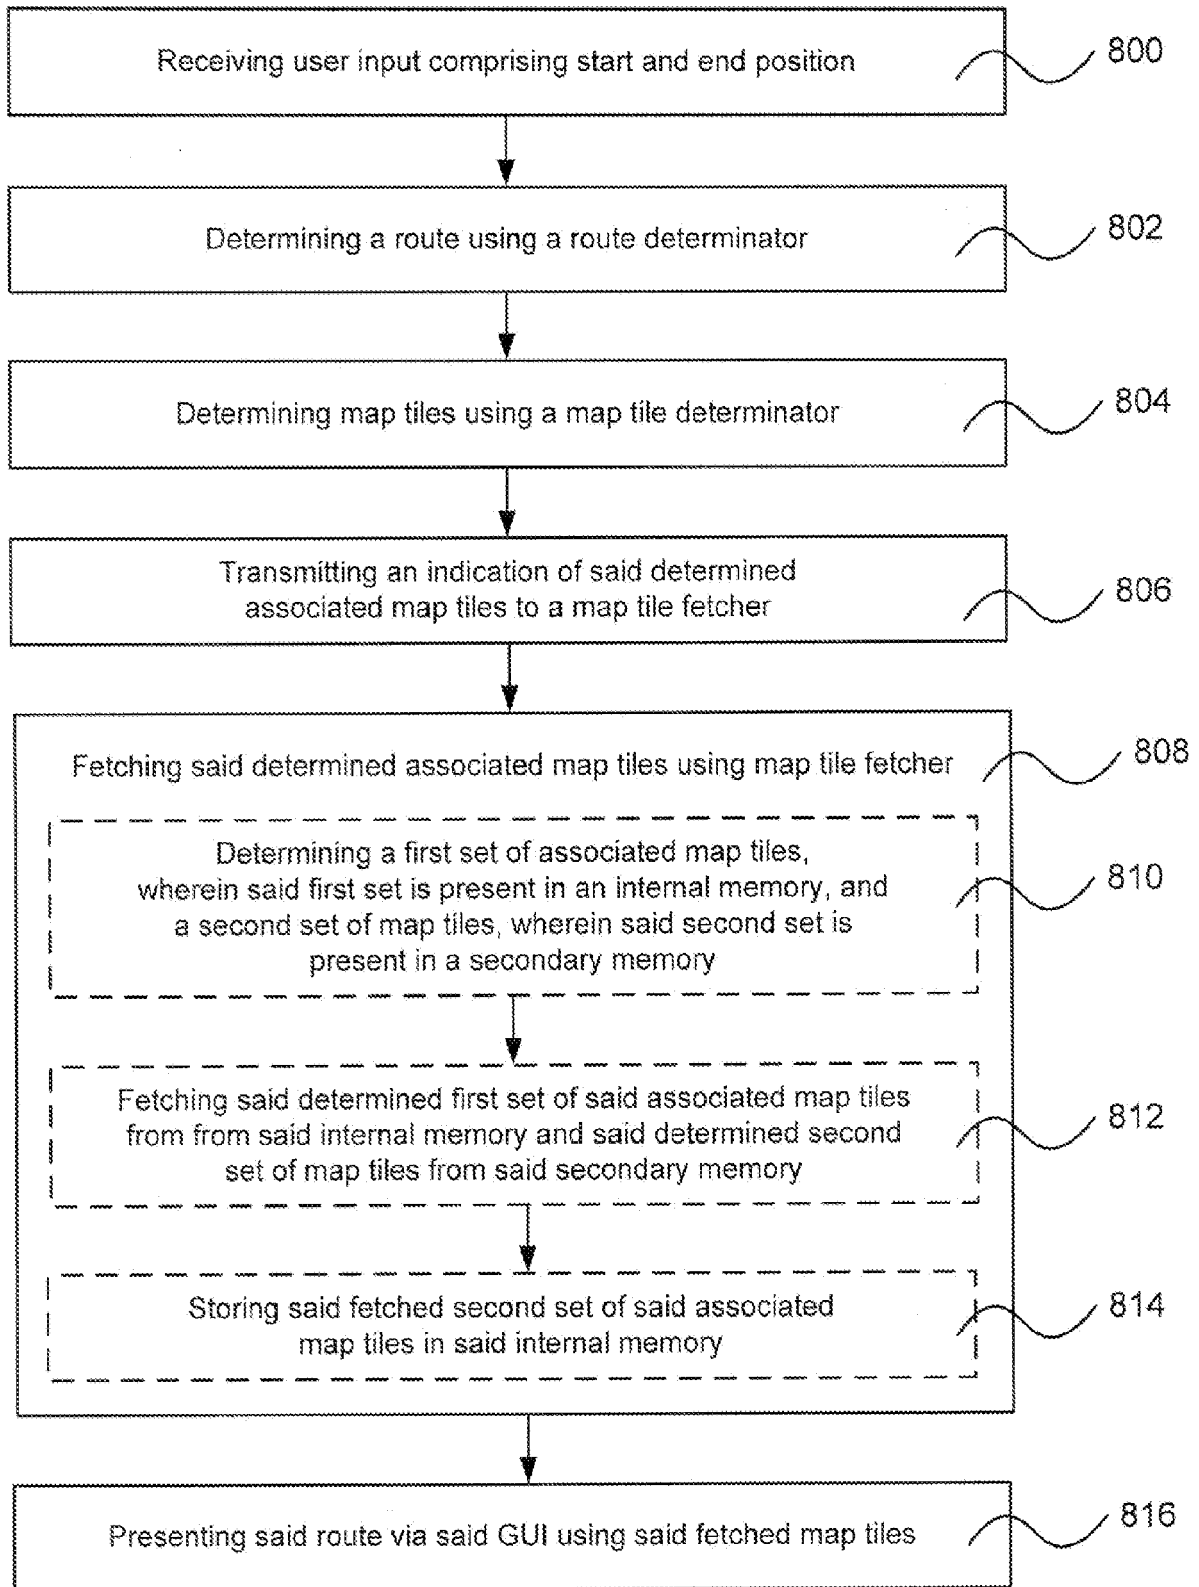 Receiving user input comprising start and end position
800
Determining a route using a route determinator
802
Determining map tiles using a map tile determinator
804
Transmitting an indication of said determined
associated map tiles to a map tile fetcher
806
Fetching said determined associated map tiles using map tile fetcher
808
Determining a first set of associated map tiles,
wherein said first set is present in an internal memory, and
a second set of map tiles, wherein said second set is
present in a secondary memory
810
Fetching said determined first set of said associated map tiles
from from said internal memory and said determined second
set of map tiles from said secondary memory
812
Storing said fetched second set of said associated
map tiles in said internal memory
814
Presenting said route via said GUI using said fetched map tiles
816